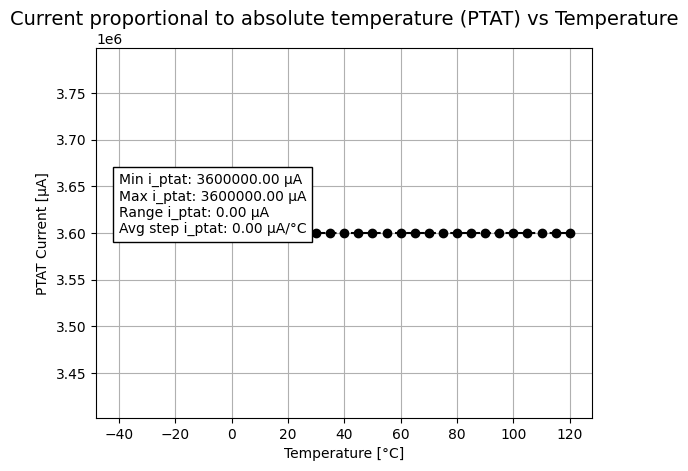 Current proportional to absolute temperature (PTAT) vs Temperature
1e6
3.75
3.70
3.65
3.60
3.55
3.50
3.45
PTAT Current [µA]
Min i_ptat: 3600000.00 µA
Max i_ptat: 3600000.00 µA
Range i_ptat: 0.00 µA
Avg step i_ptat: 0.00 µA/°C
−40 −20 0 20 40 60 80 100 120
Temperature [°C]